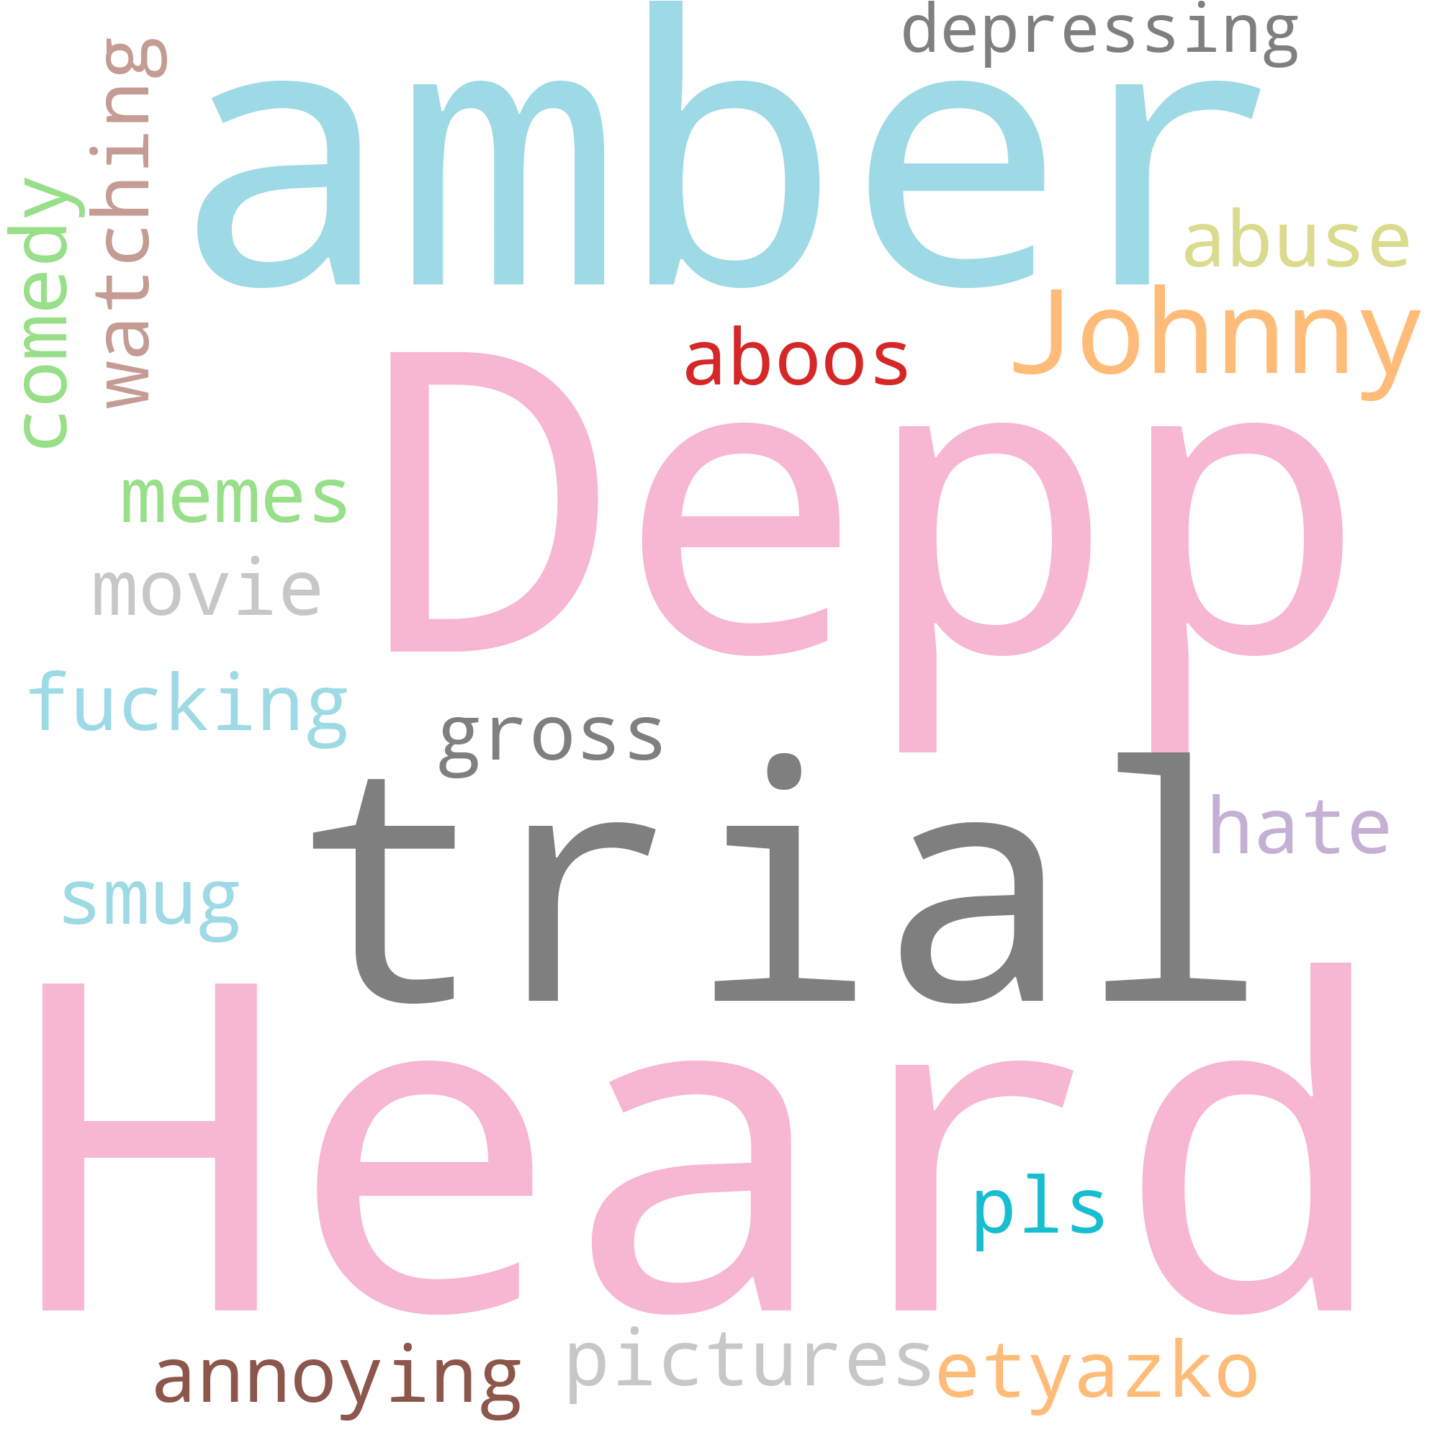 depressing
amber
watching
comedy
abuse
Johnny
aboos
Depp
memes
movie
fucking
gross
trial
hate
smug
Heard
pls
annoying
pictures
etyazko